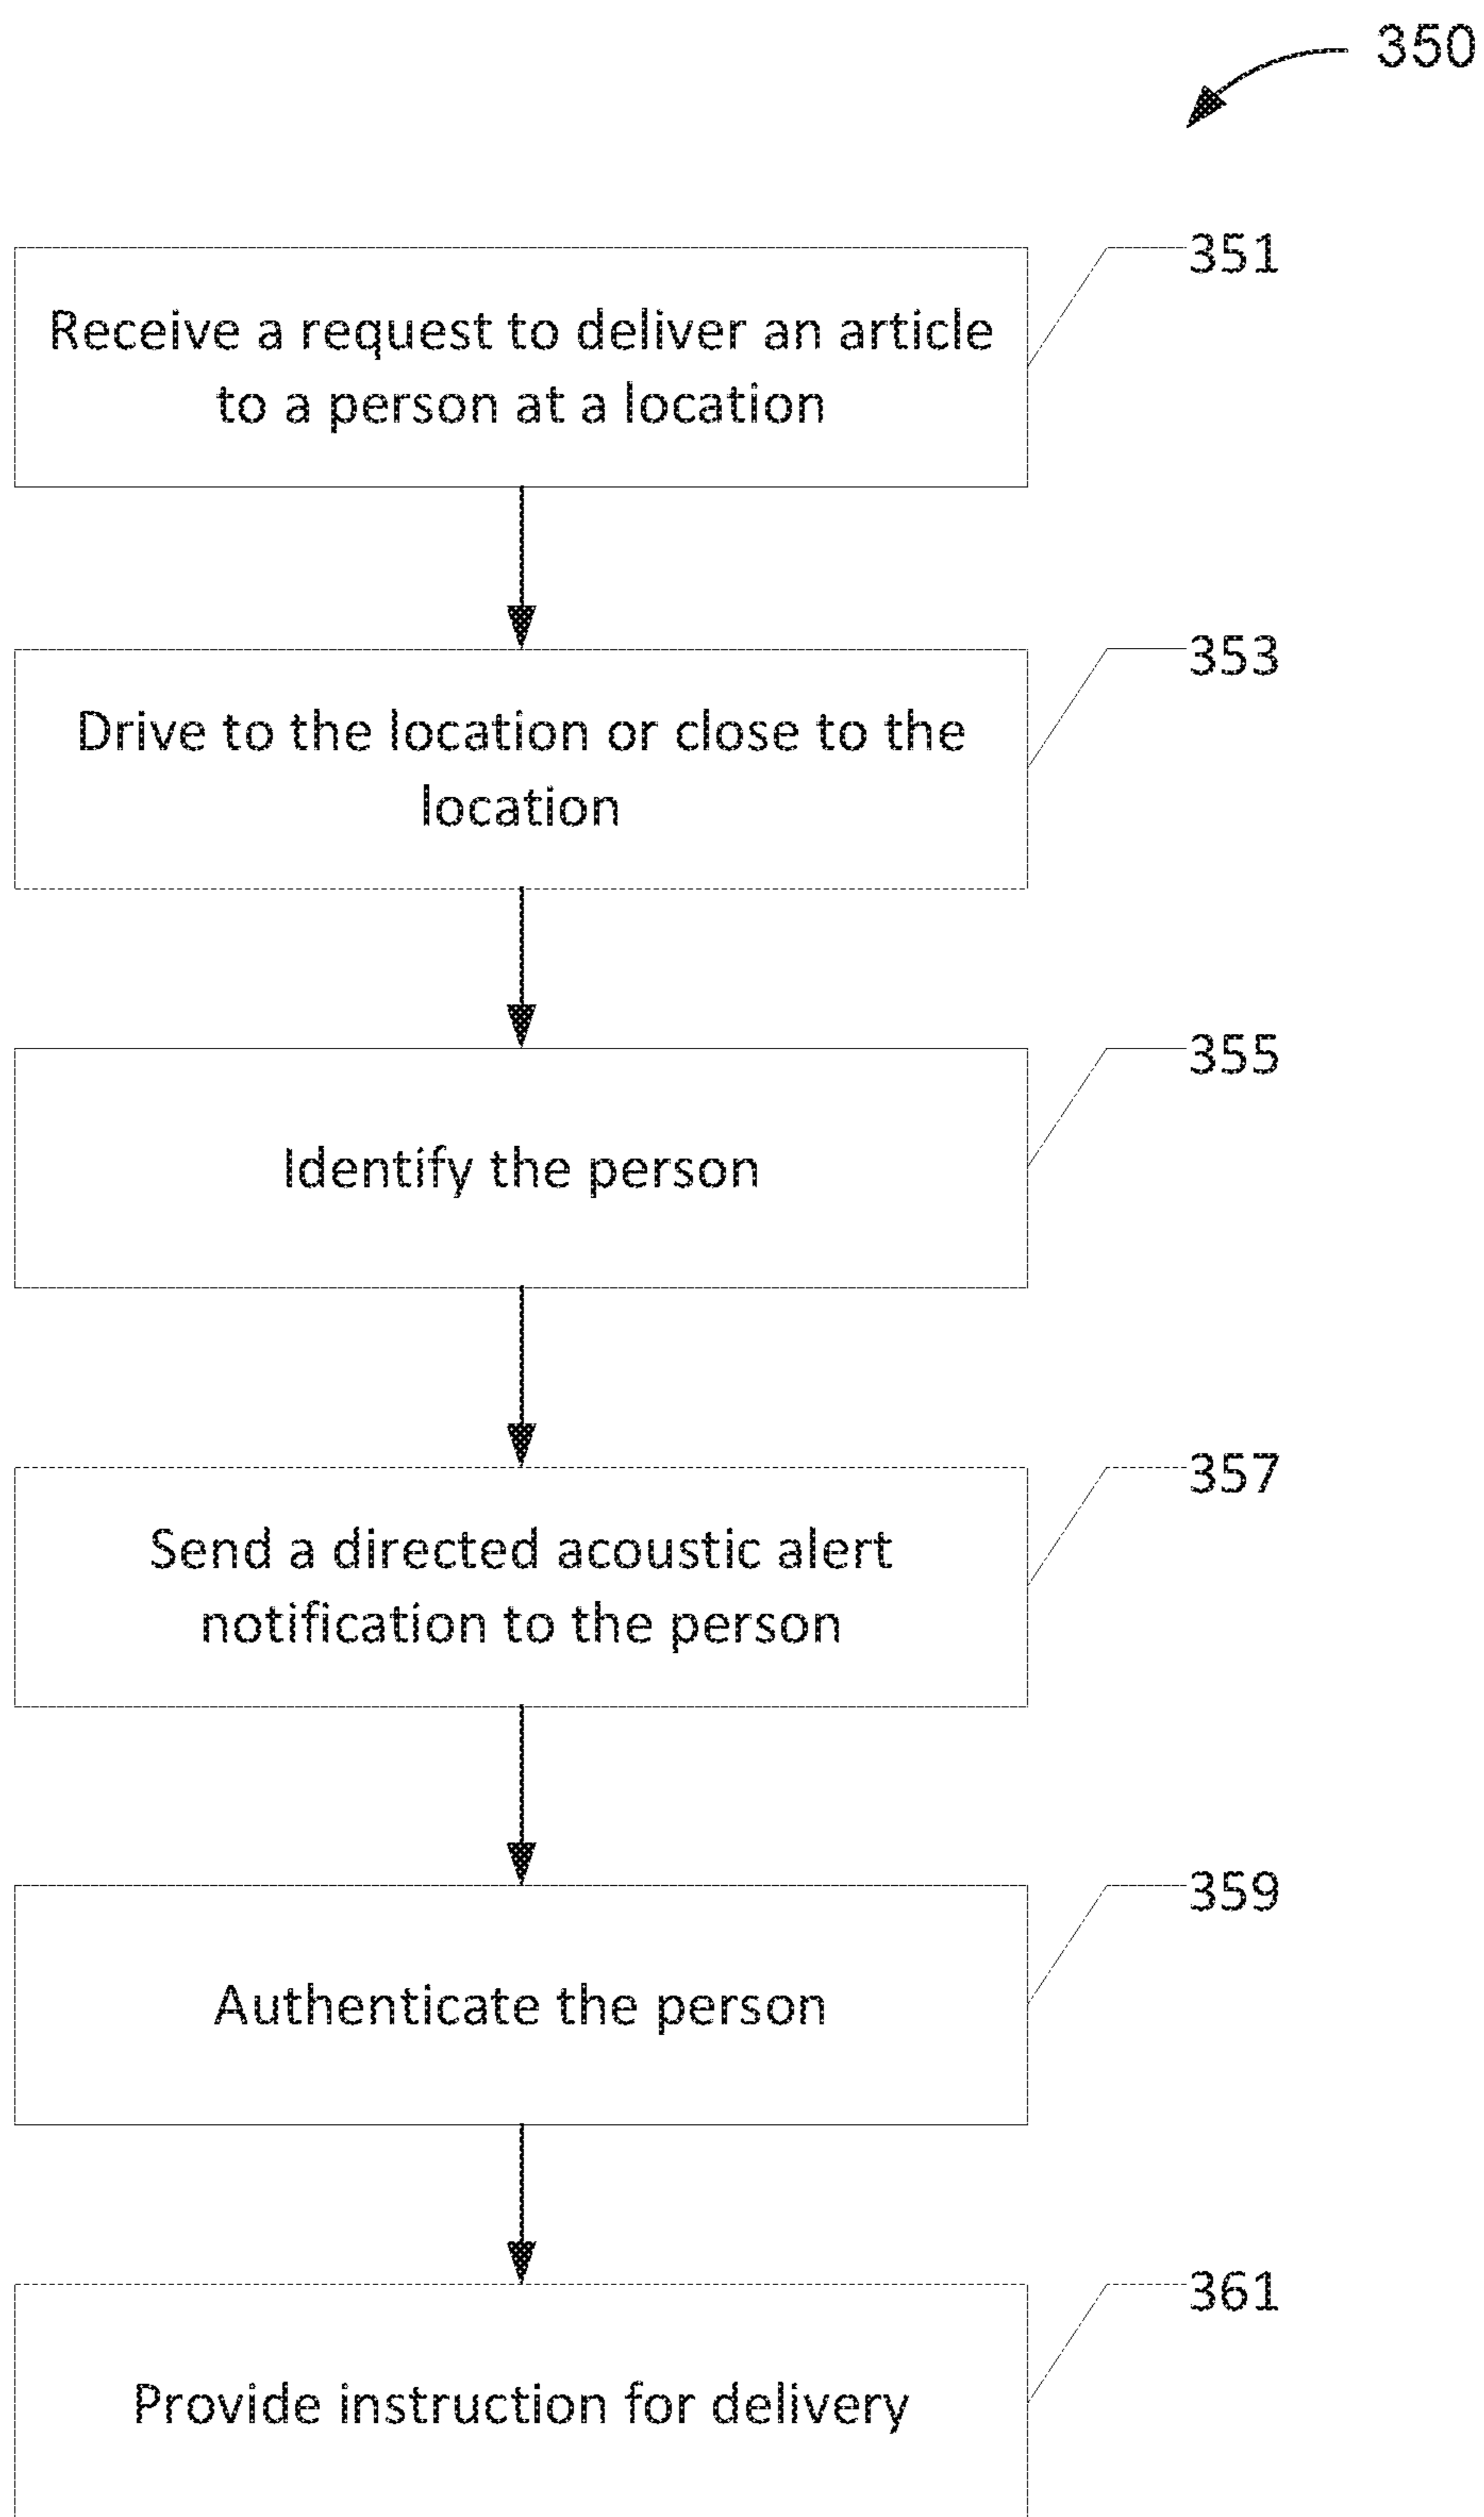 350
351
Receive a request to deliver an article
to a person at a location
353
Drive to the location or close to the
location
355
Identify the person
357
Send a directed acoustic alert
notification to the person
359
Authenticate the person
361
Provide instruction for delivery